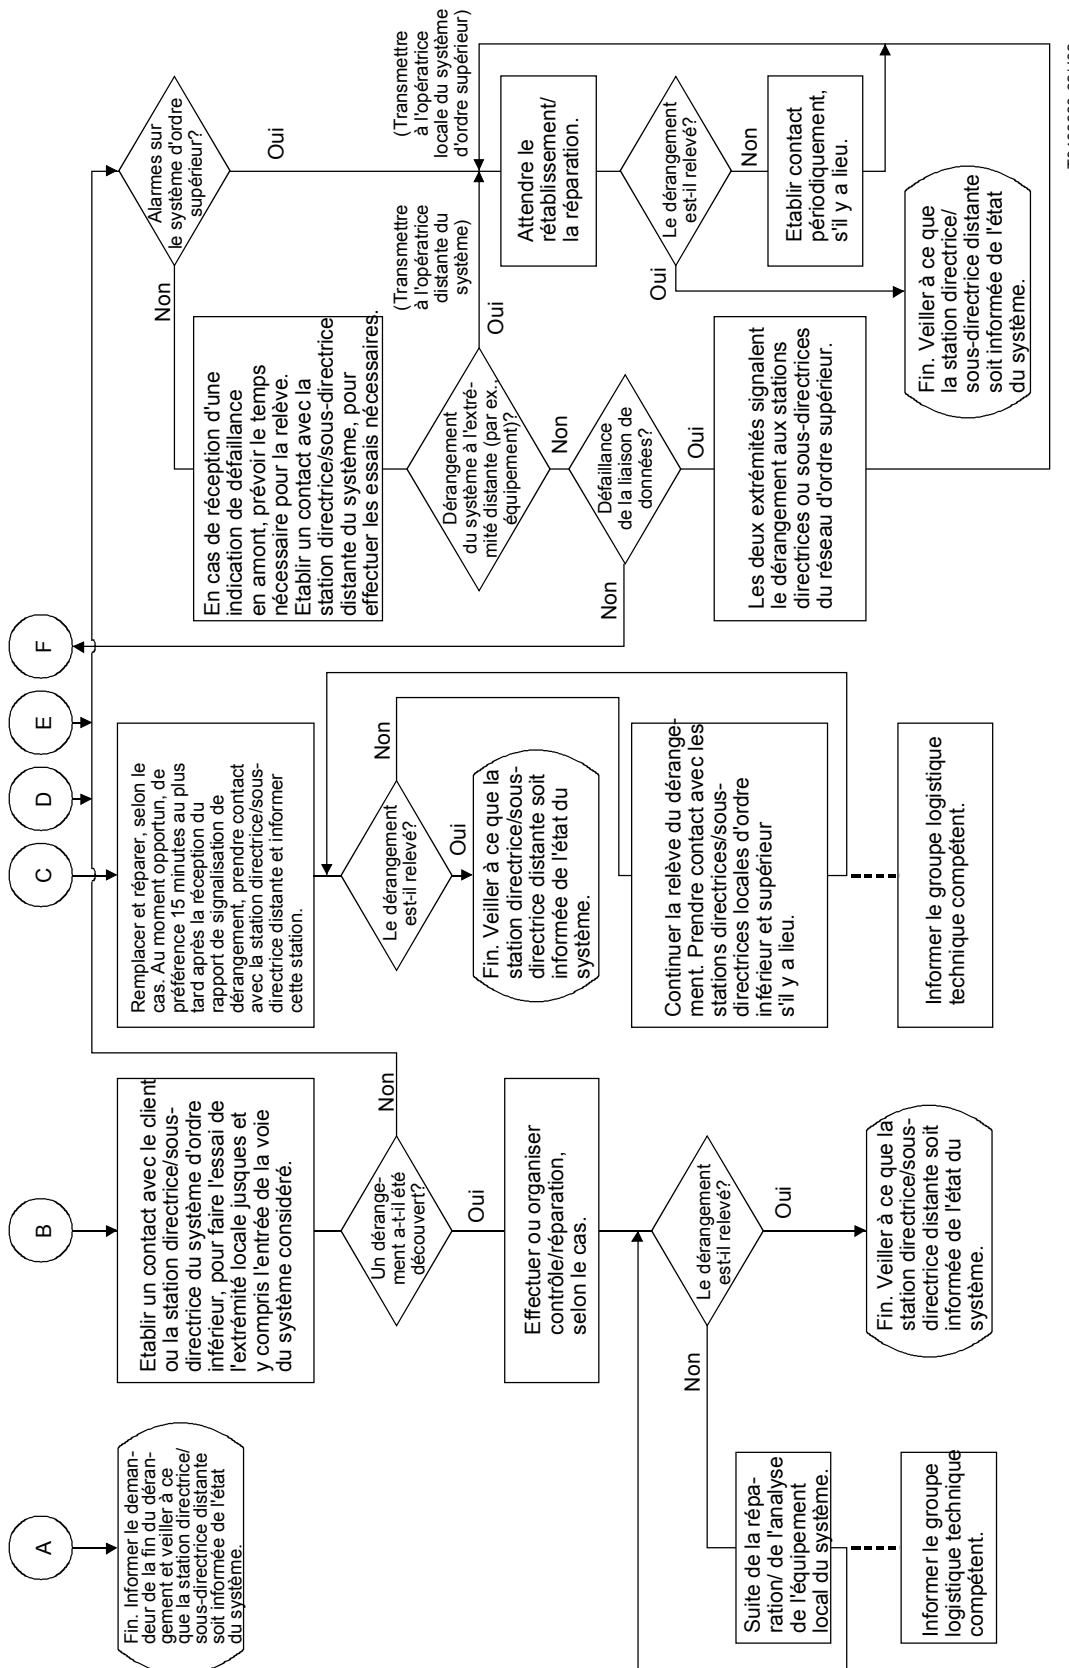 A
Fin. Informer le deman-
deur de la fin du déran-
gement et veiller à ce
que la station directrice/
sous-directrice distante
soit informée de l'état
du système.
B
Etablir un contact avec le client
ou la station directrice/sous-
directrice du système d'ordre
inférieur, pour faire l'essai de
l'extrémité locale jusques et
y compris l'entrée de la voie
du système considéré.
Un dérange-
ment a-t-il été
découvert?
Non
Oui
Effectuer ou organiser
contrôle/réparation,
selon le cas.
Le dérangement
est-il relevé?
Non
Oui
Suite de la répa-
ration/ de l'analyse
de l'équipement
local du système.
Informer le groupe
logistique technique
compétent.
Fin. Veiller à ce que la
station directrice/sous-
directrice distante soit
informée de l'état du
système.
C
Remplacer et réparer, selon le
cas. Au moment opportun, de
préférence 15 minutes au plus
tard après la réception du
rapport de signalisation de
dérangement, prendre contact
avec la station directrice/sous-
directrice distante et informer
cette station.
Le dérangement
est-il relevé?
Non
Oui
Fin. Veiller à ce que la
station directrice/sous-
directrice distante soit
informée de l'état du
système.
Continuer la relève du dérange-
ment. Prendre contact avec les
stations directrices/sous-
directrices locales d'ordre
inférieur et supérieur
s'il y a lieu.
Informer le groupe logistique
technique compétent.
D
E
F
Alarmes sur
le système d'ordre
supérieur?
Non
Oui
En cas de réception d'une
indication de défaillance
en amont, prévoir le temps
nécessaire pour la relève.
Etablir un contact avec la
station directrice/sous-directrice
distante du système, pour
effectuer les essais nécessaires.
Dérangement
du système à l'extré-
mité distante (par ex.,
équipement)?
Oui
Non
(Transmettre
à l'opératrice
distante du
système)
(Transmettre
à l'opératrice
locale du système
d'ordre supérieur)
Défaillance
de la liaison de
données?
Non
Oui
Les deux extrémités signalent
le dérangement aux stations
directrices ou sous-directrices
du réseau d'ordre supérieur.
Attendre le
rétablissement/
la réparation.
Le dérangement
est-il relevé?
Oui
Non
Etablir contact
périodiquement,
s'il y a lieu.
Fin. Veiller à ce que
la station directrice/
sous-directrice distante
soit informée de l'état
du système.